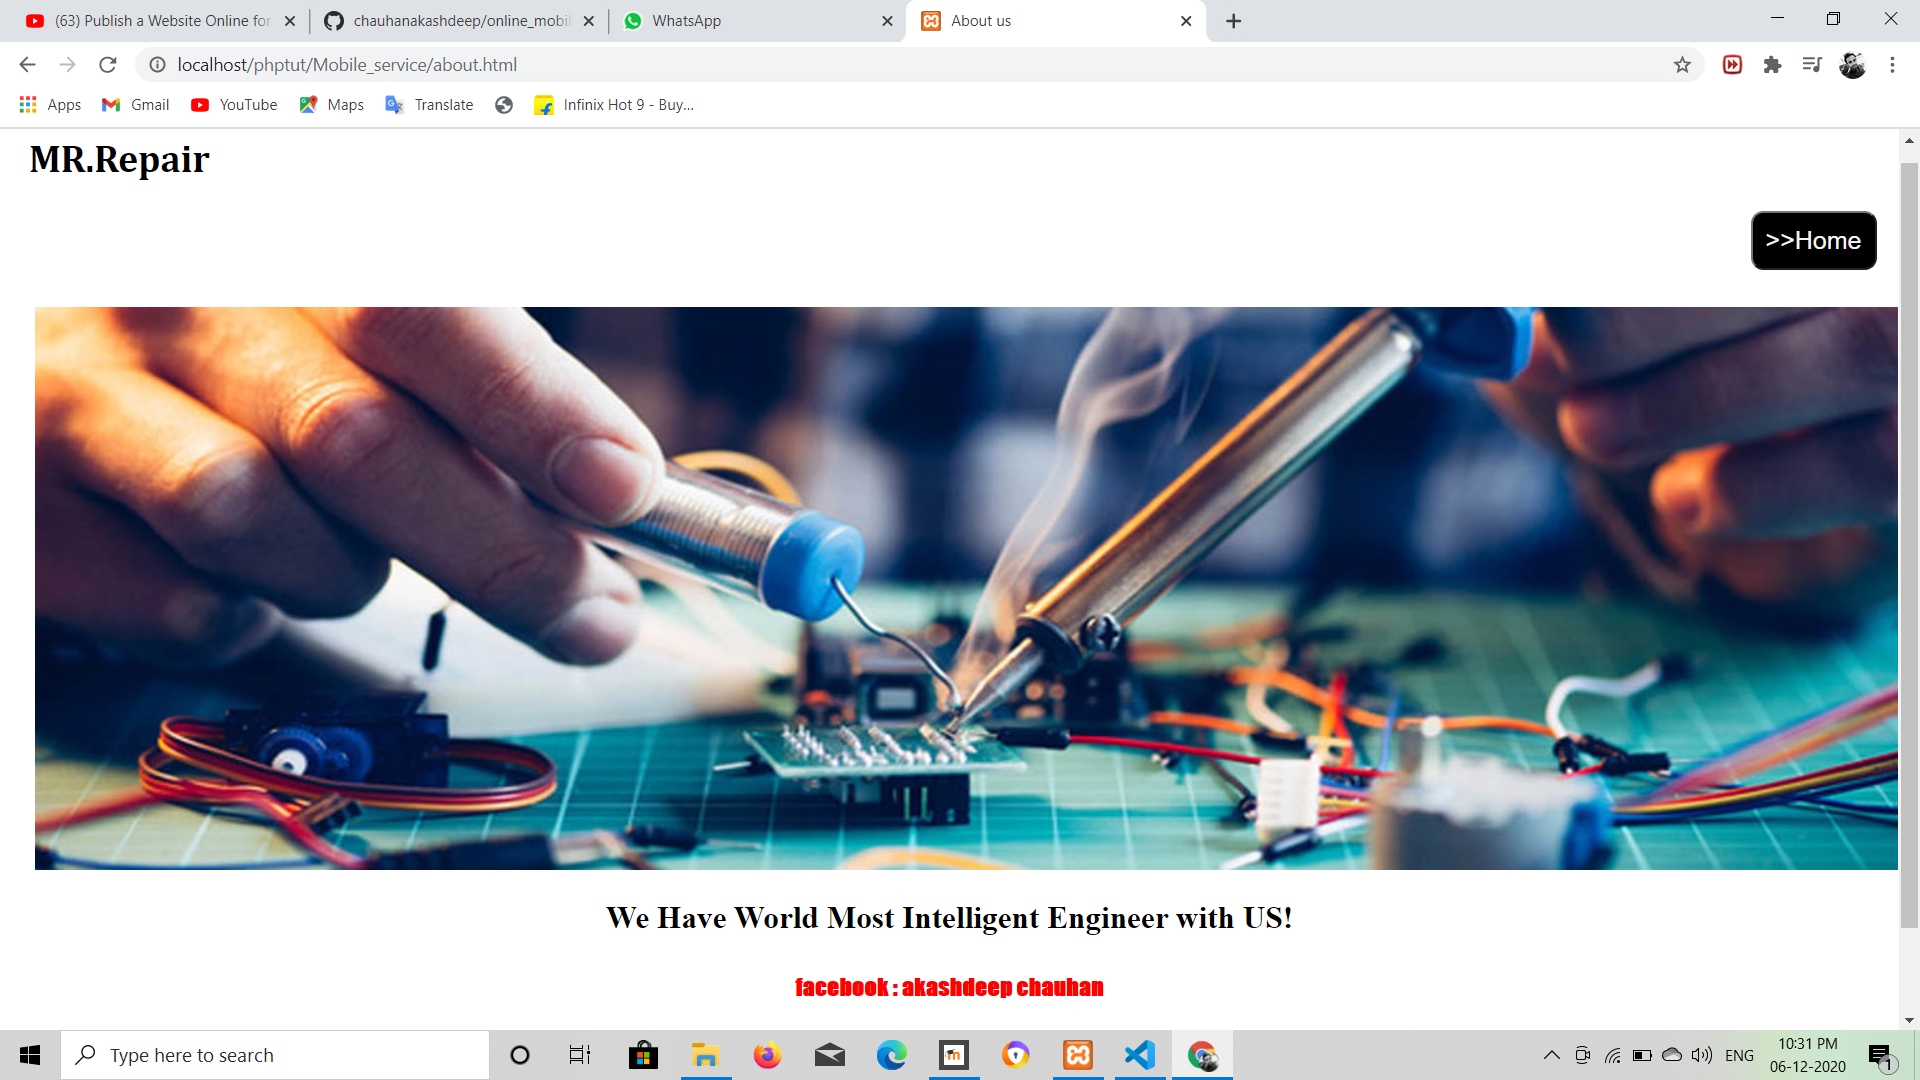 (63) Publish a Website Online for
chauhanakashdeep/online_mobil
WhatsApp
About us
localhost/phptut/Mobile_service/about.html
Apps
Gmail
YouTube
Maps
Translate
Infinix Hot 9 - Buy...
MR.Repair
>>Home
We Have World Most Intelligent Engineer with US!
facebook : akashdeep chauhan
Type here to search
ENG
10:31 PM
06-12-2020
1